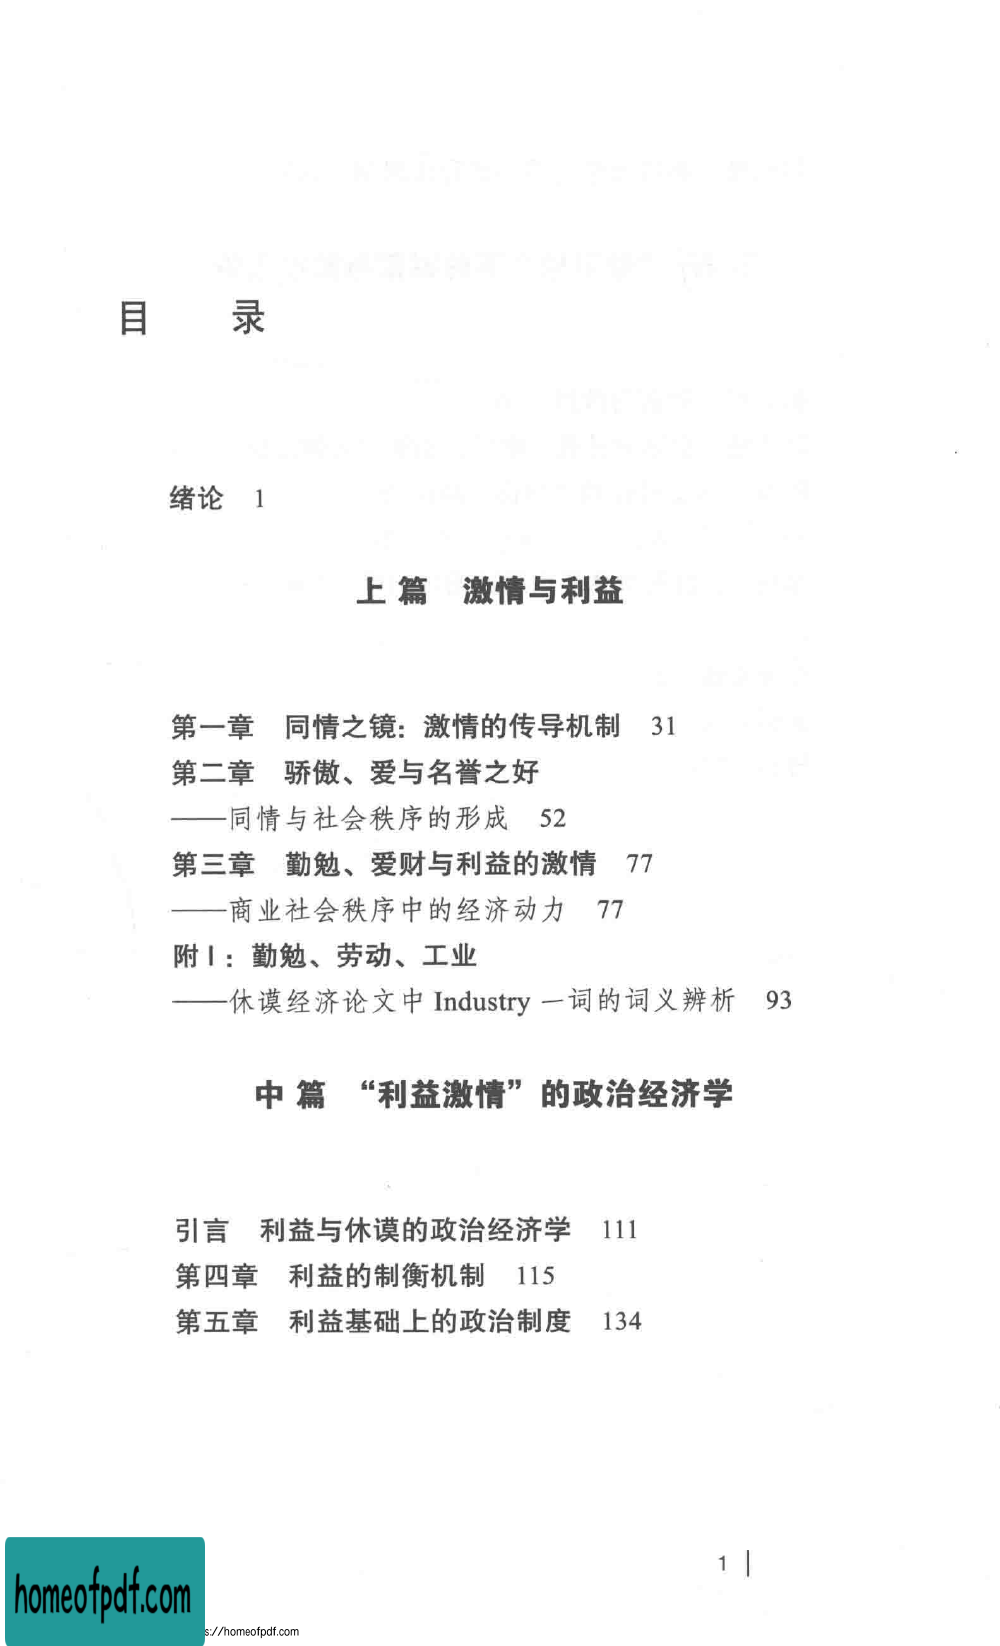 目 录
绪论 1
上篇 激情与利益
第一章 同情之镜：激情的传导机制 31
第二章 骄傲、爱与名誉之好
——同情与社会秩序的形成 52
第三章 勤勉、爱财与利益的激情 77
——商业社会秩序中的经济动力 77
附Ⅰ：勤勉、劳动、工业
——休谟经济论文中 Industry 一词的词义辨析 93
中篇 “利益激情”的政治经济学
引言 利益与休谟的政治经济学 111
第四章 利益的制衡机制 115
第五章 利益基础上的政治制度 134
1
homeofpdf.com
s://homeofpdf.com